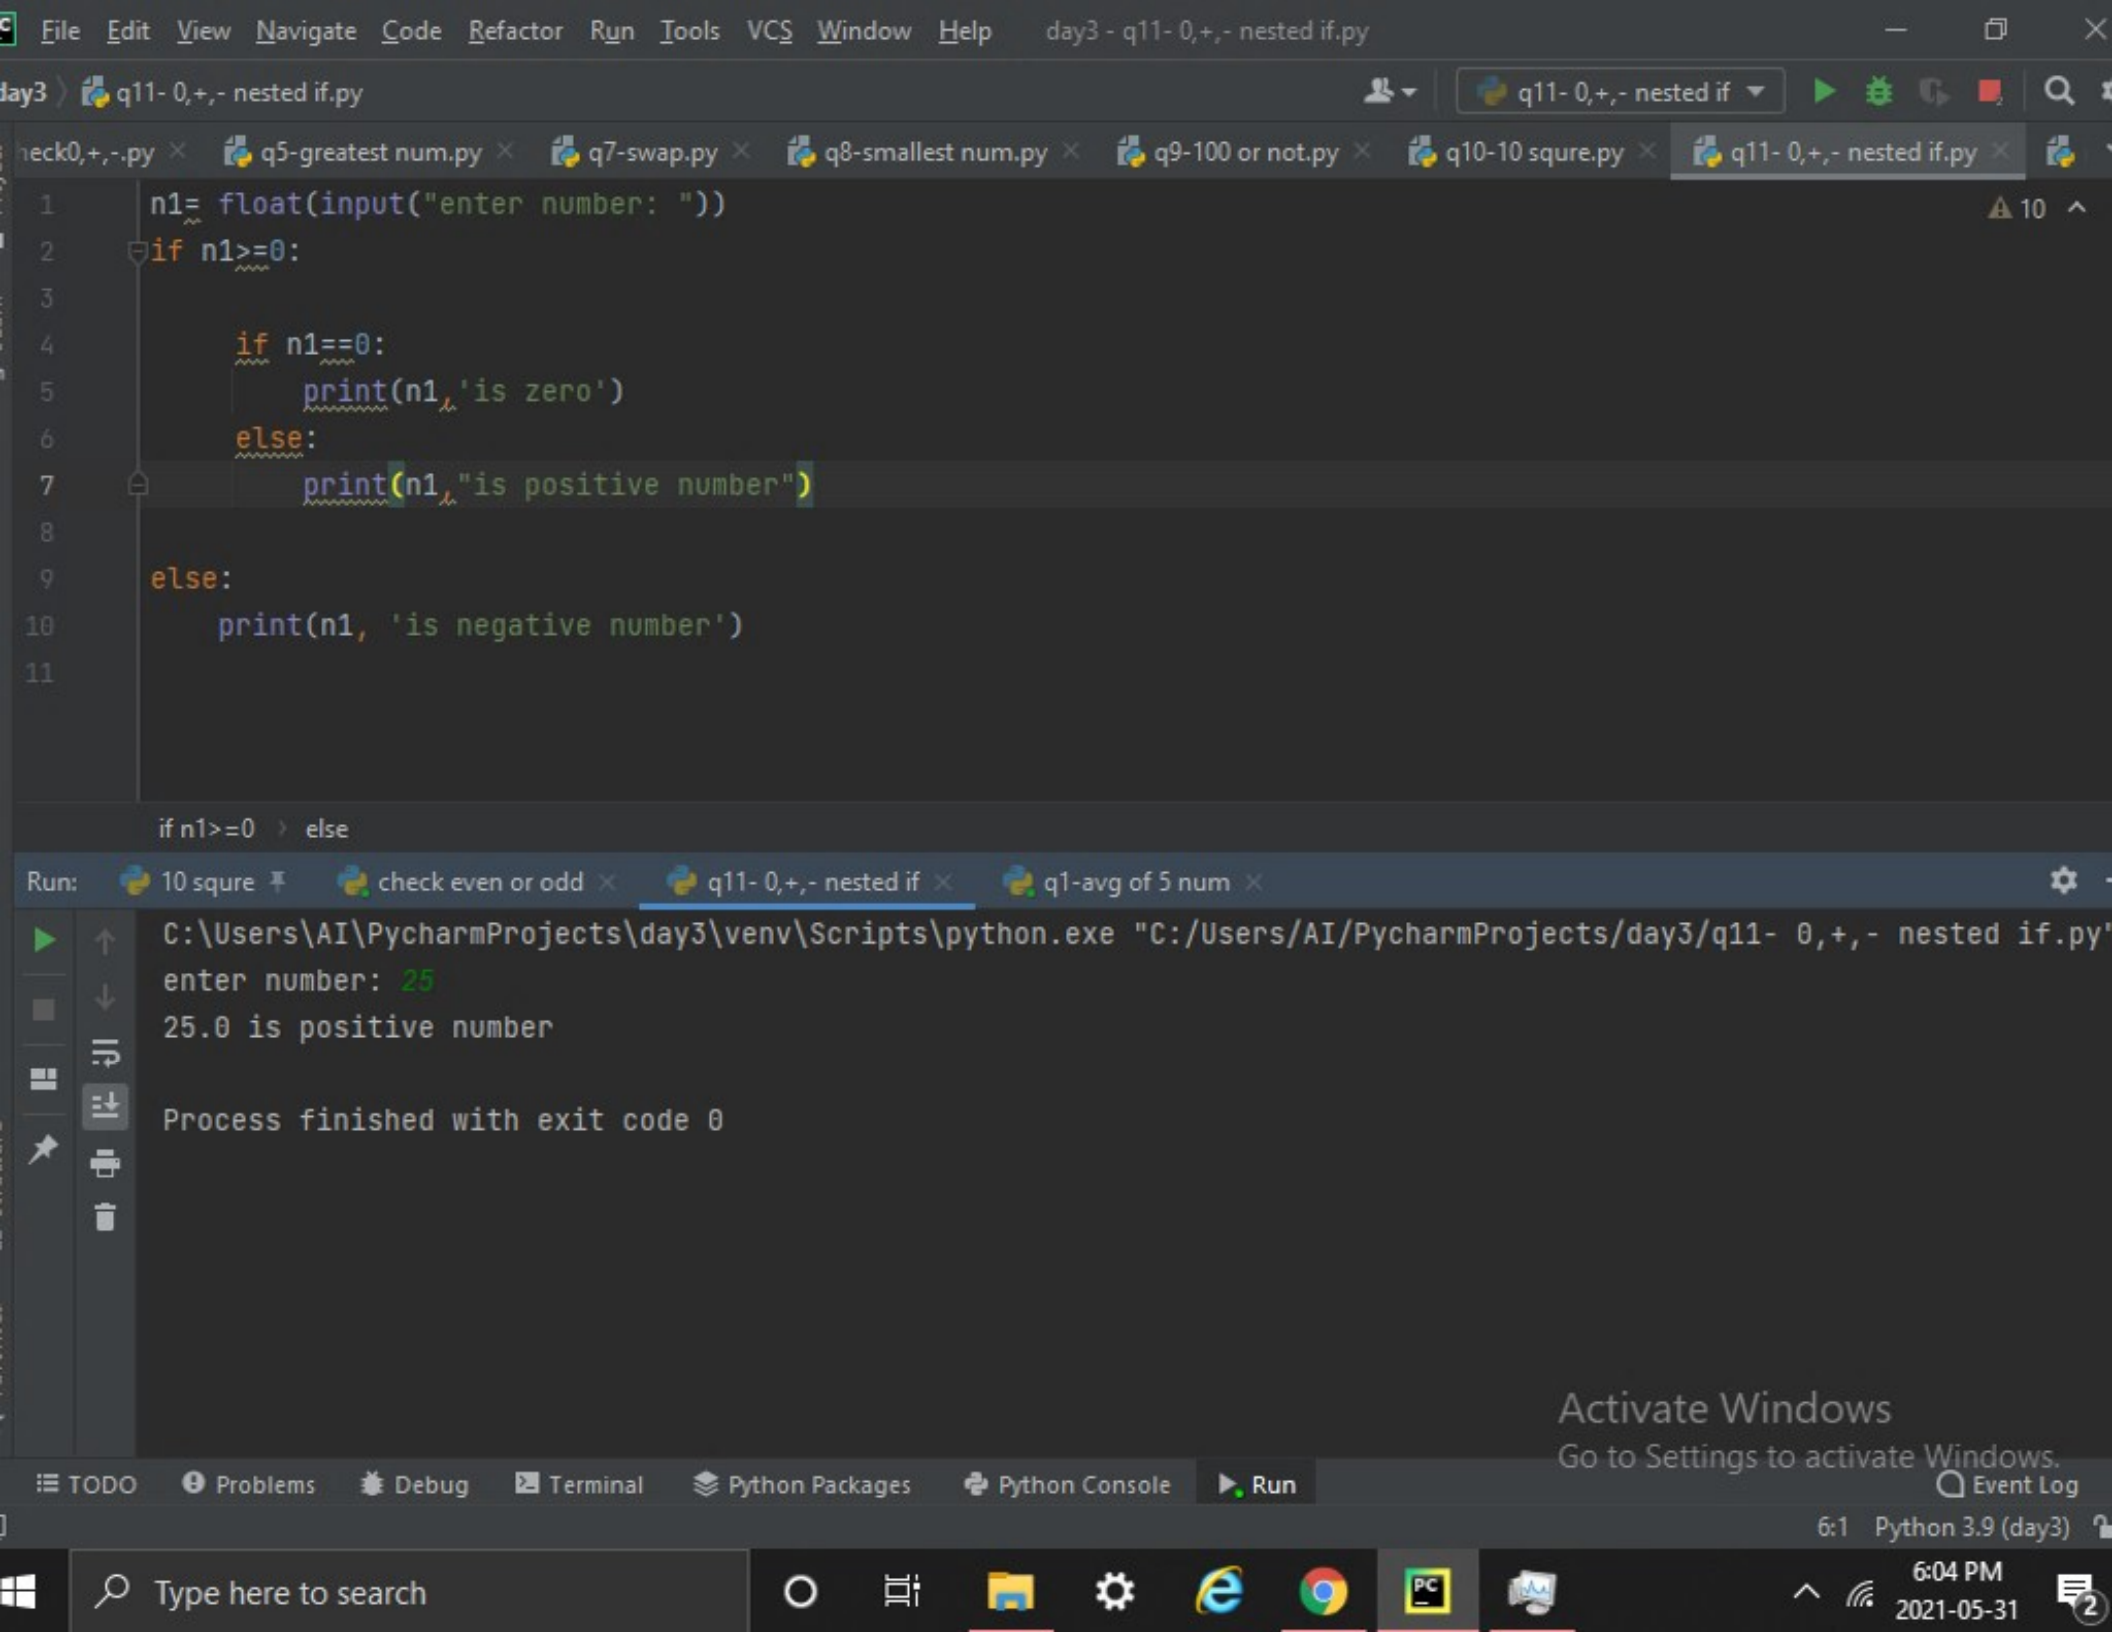 PC File Edit View Navigate Code Refactor Run Tools VCS Window Help day3 - q11- 0,+,- nested if.py
day3 q11- 0,+,- nested if.py q11- 0,+,- nested if
heck0,+,-.py q5-greatest num.py q7-swap.py q8-smallest num.py q9-100 or not.py q10-10 squre.py q11- 0,+,- nested if.py
1 n1= float(input("enter number: ")) 10
2 if n1>=0:
3
4 if n1==0:
5 print(n1,'is zero')
6 else:
7 print(n1,"is positive number")
8
9 else:
10 print(n1, 'is negative number')
11
if n1>=0 else
Run: 10 squre check even or odd q11- 0,+,- nested if q1-avg of 5 num
C:\Users\AI\PycharmProjects\day3\venv\Scripts\python.exe "C:/Users/AI/PycharmProjects/day3/q11- 0,+,- nested if.py"
enter number: 25
25.0 is positive number
Process finished with exit code 0
Activate Windows
Go to Settings to activate Windows.
TODO Problems Debug Terminal Python Packages Python Console Run Event Log
6:1 Python 3.9 (day3)
Type here to search PC 6:04 PM
2021-05-31 2